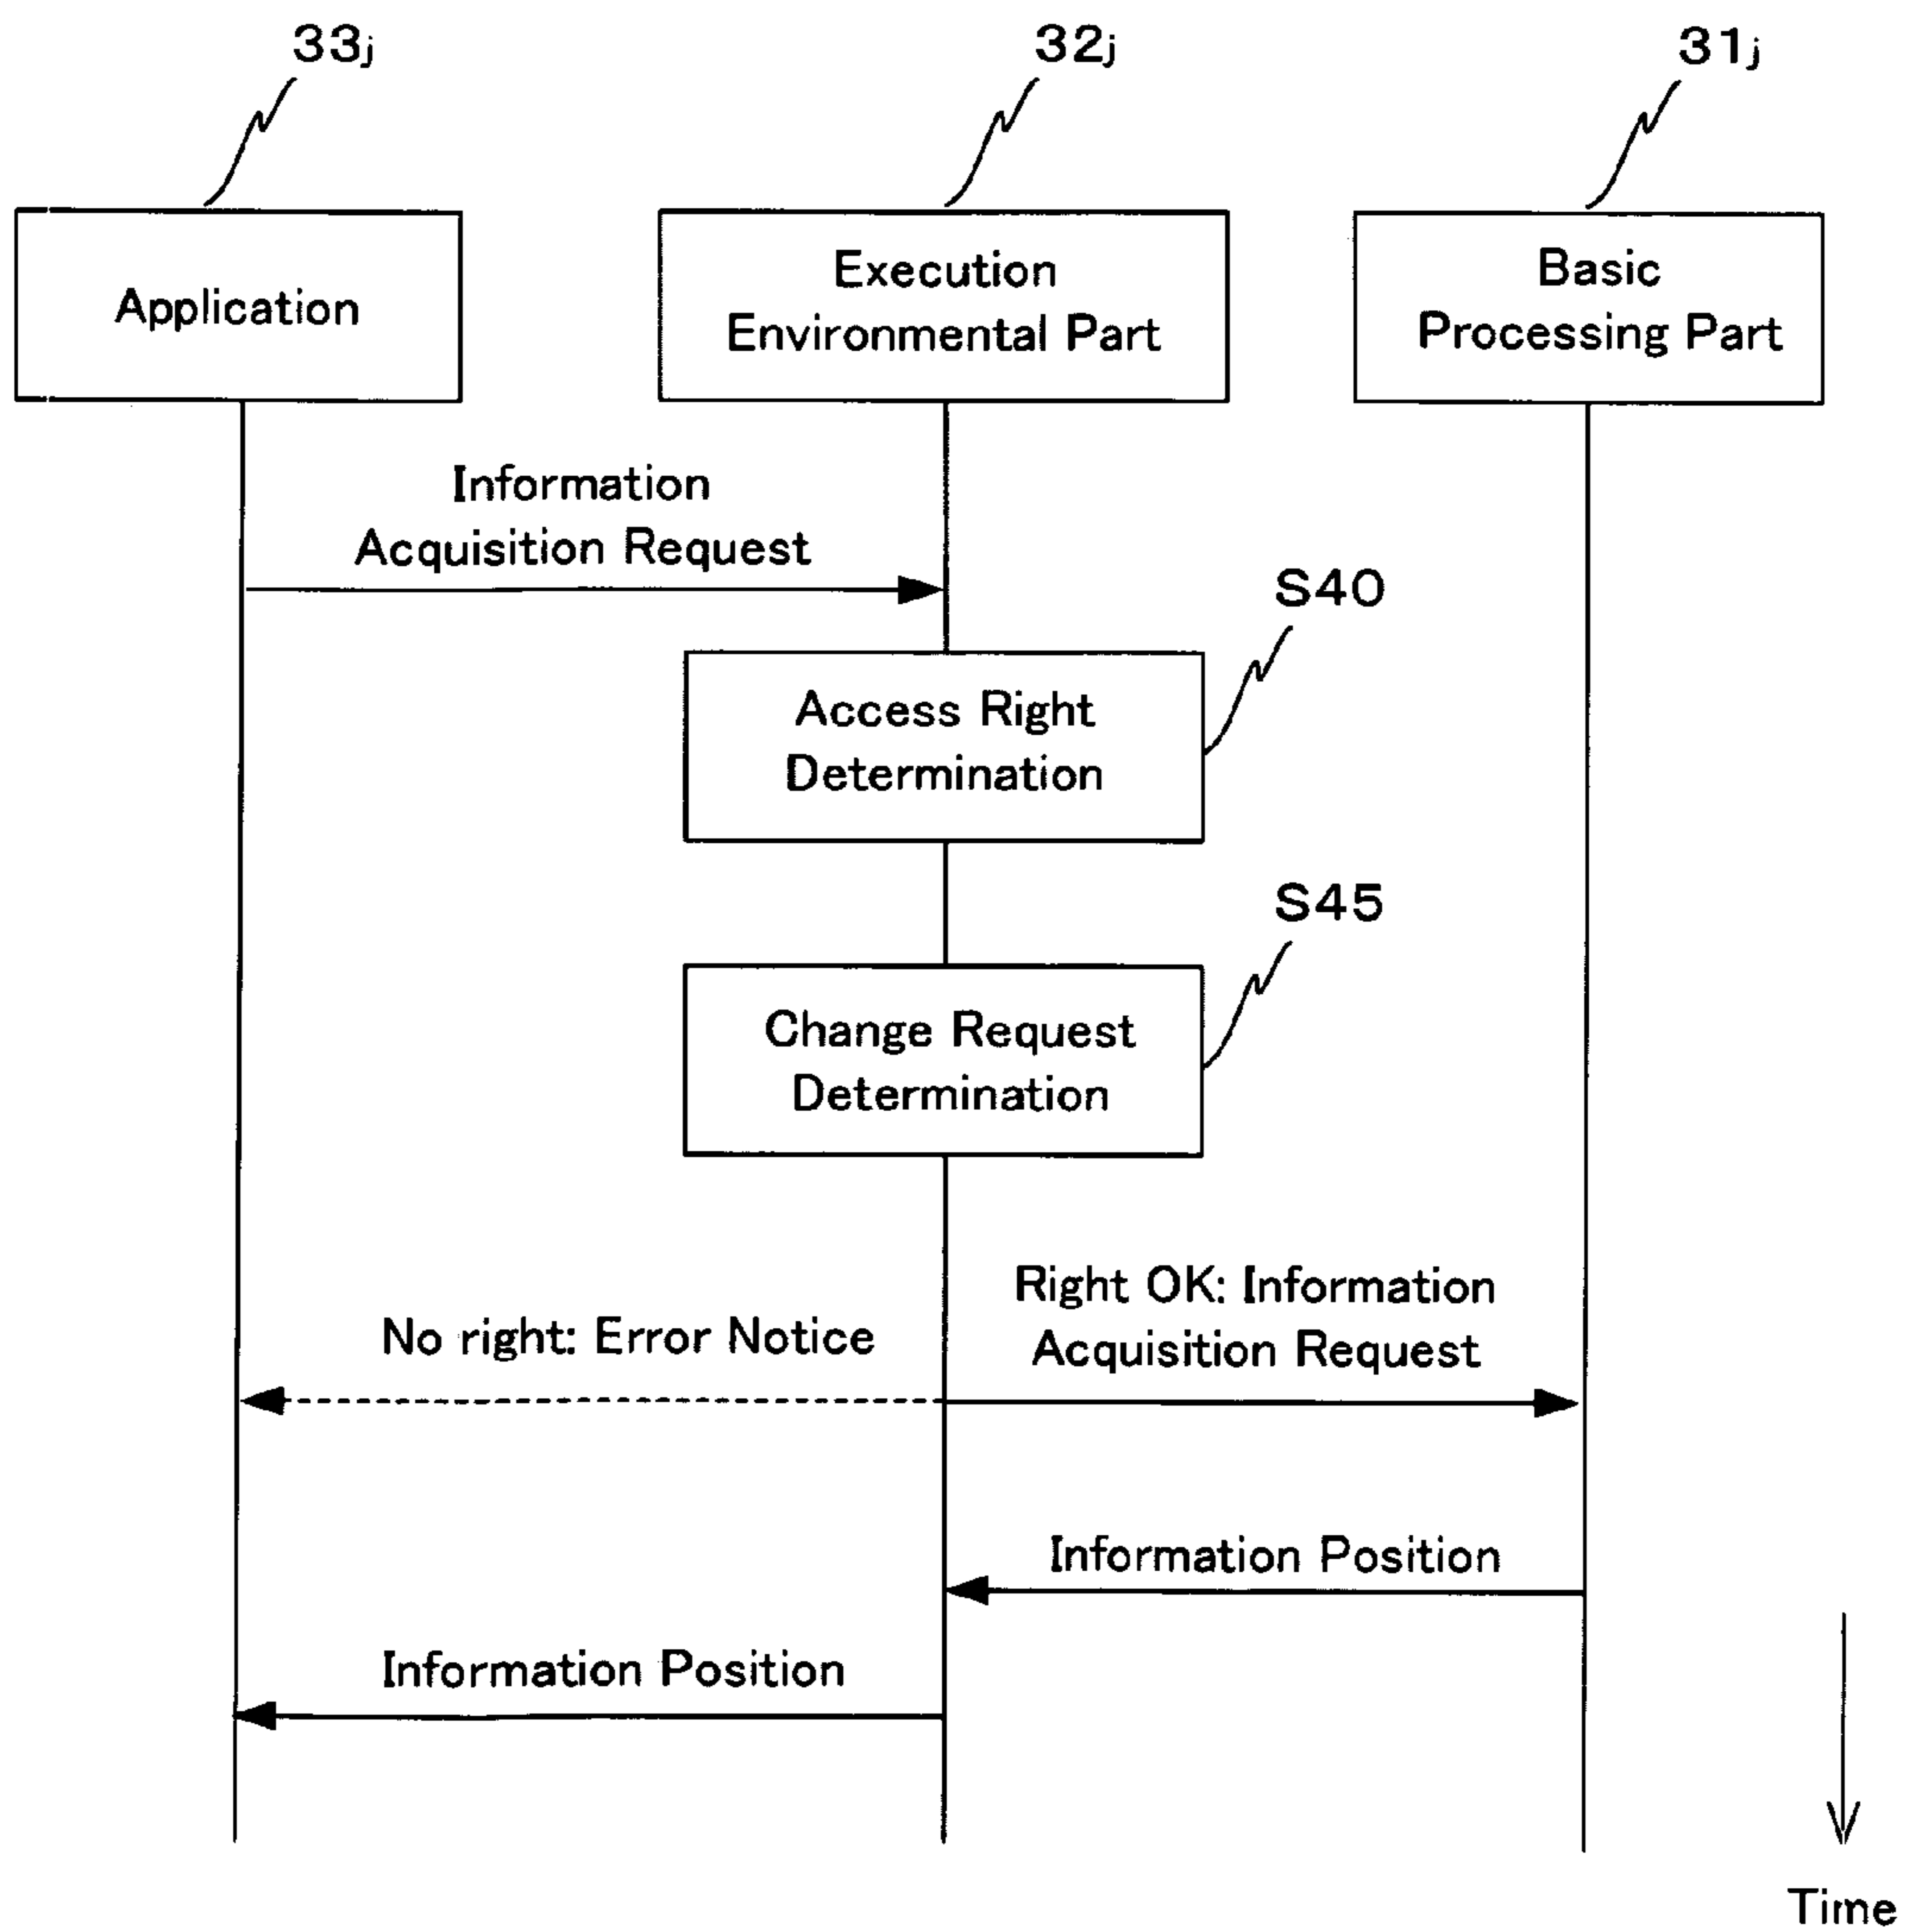 33j
32j
31j
Application
Execution
Environmental Part
Basic
Processing Part
Information
Acquisition Request
S40
Access Right
Determination
S45
Change Request
Determination
No right: Error Notice
Right OK: Information
Acquisition Request
Information Position
Information Position
Time